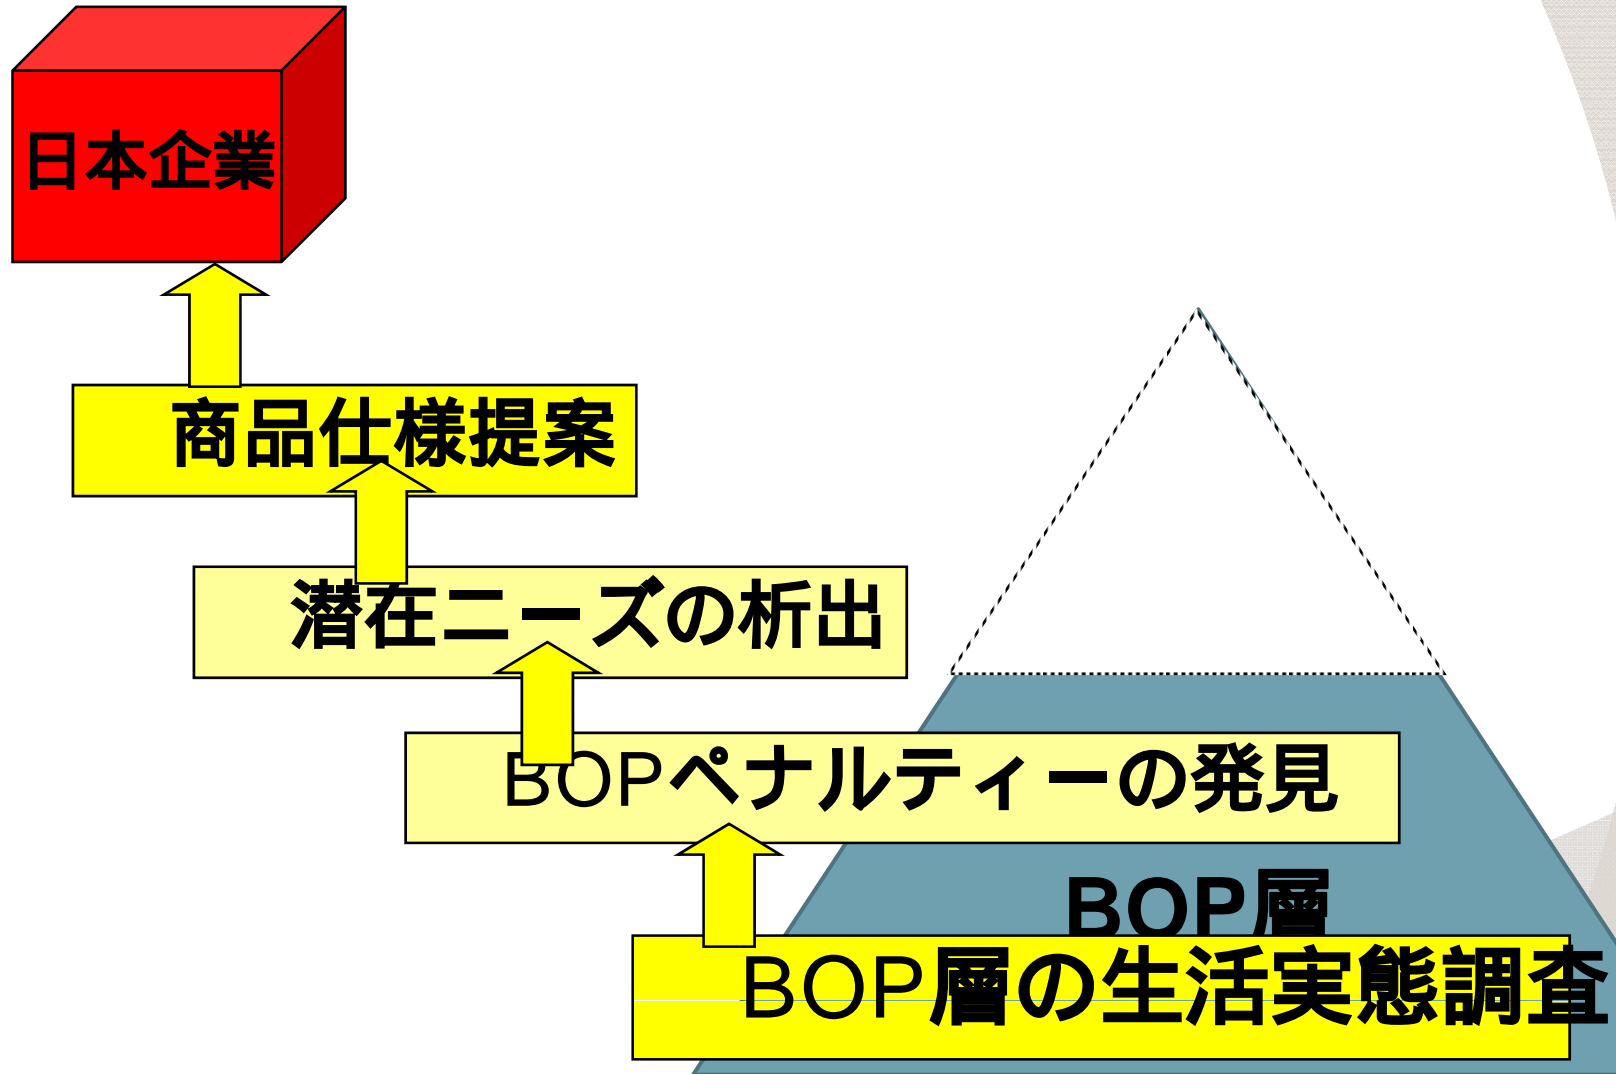 日本企業
商品仕様提案
潜在ニーズの析出
BOPペナルティーの発見
BOP層
BOP層の生活実態調査